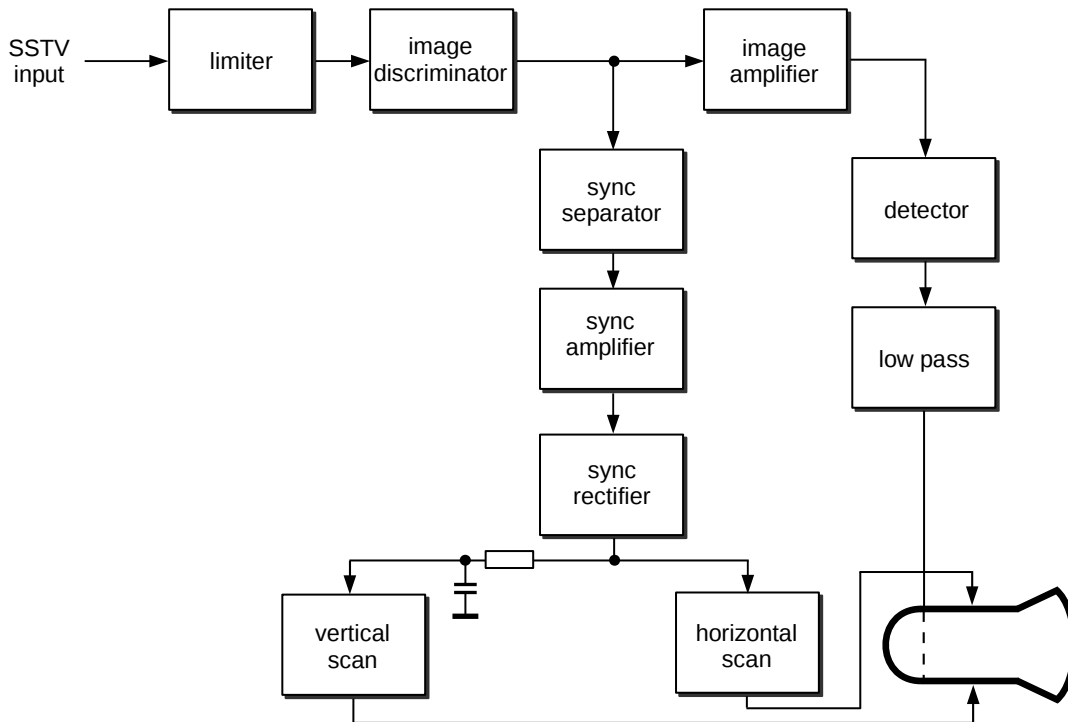 SSTV
input
limiter
image
discriminator
image
amplifier
sync
separator
detector
sync
amplifier
low pass
sync
rectifier
vertical
scan
horizontal
scan